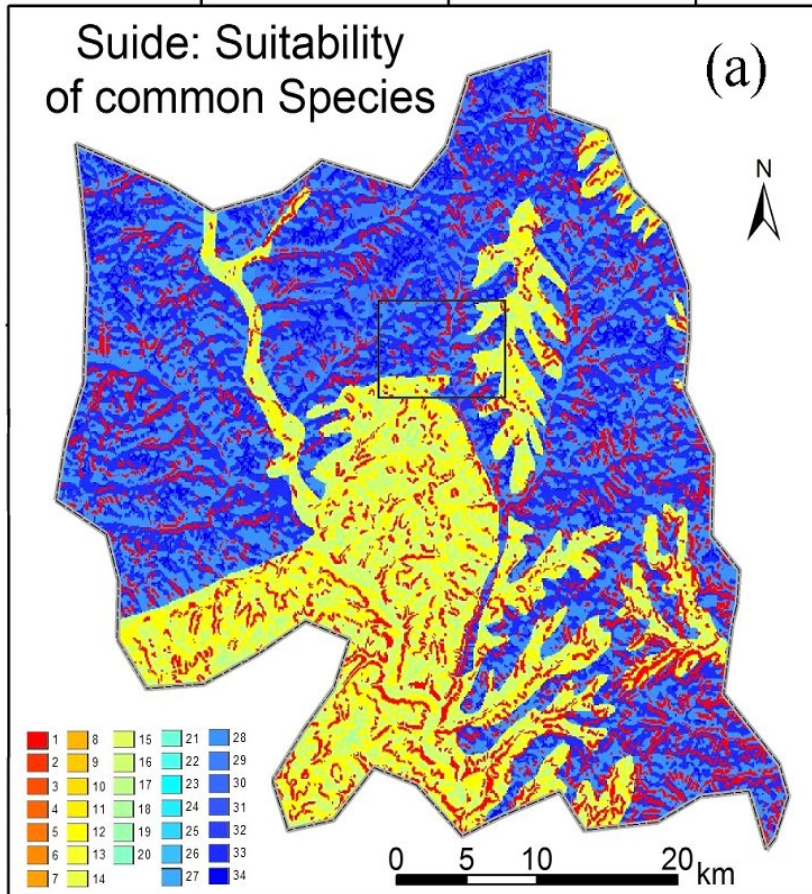 Suide: Suitability
of common Species
(a)
N
1 8 15 21 28
2 9 16 22 29
3 10 17 23 30
4 11 18 24 31
5 12 19 25 32
6 13 20 26 33
7 14 27 34
0 5 10 20 km